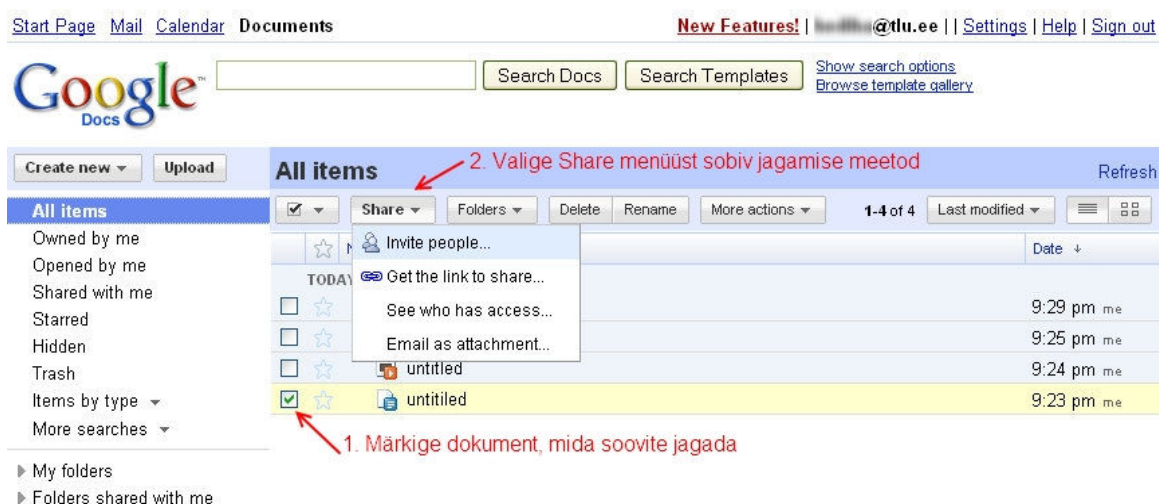 Start Page Mail Calendar Documents
New Features! | @tlu.ee | | Settings | Help | Sign out
Google™ Docs
Search Docs Search Templates
Show search options
Browse template gallery
Create new Upload
All items
2. Valige Share menüüst sobiv jagamise meetod
Refresh
Share Folders Delete Rename More actions 1-4 of 4 Last modified
All items
Owned by me
Opened by me
Shared with me
Starred
Hidden
Trash
Items by type
More searches
My folders
Folders shared with me
Invite people...
Get the link to share...
See who has access...
Email as attachment...
Date
TODAY
9:29 pm me
9:25 pm me
untitled 9:24 pm me
untitiled 9:23 pm me
1. Märkige dokument, mida soovite jagada